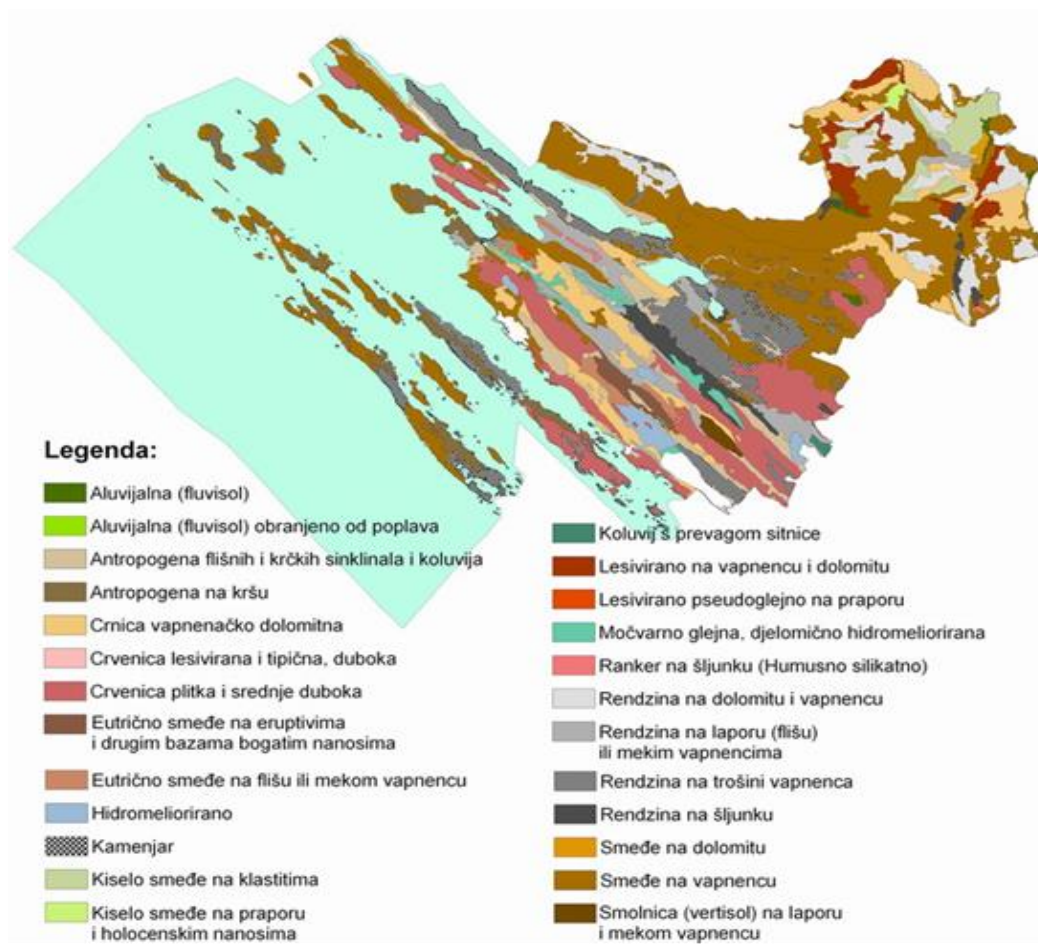 Legenda:
Aluvijalna (fluvisol)
Aluvijalna (fluvisol) obranjeno od poplava
Antropogena flišnih i krčkih sinklinala i koluvija
Antropogena na kršu
Crnica vapnenačko dolomitna
Crvenica lesivirana i tipična, duboka
Crvenica plitka i srednje duboka
Eutrično smeđe na eruptivima
i drugim bazama bogatim nanosima
Eutrično smeđe na flišu ili mekom vapnencu
Hidromeliorirano
Kamenjar
Kiselo smeđe na klastitima
Kiselo smeđe na praporu
i holocenskim nanosima
Koluvij s prevagom sitnice
Lesivirano na vapnencu i dolomitu
Lesivirano pseudoglejno na praporu
Močvarno glejna, djelomično hidromeliorirana
Ranker na šljunku (Humusno silikatno)
Rendzina na dolomitu i vapnencu
Rendzina na laporu (flišu)
ili mekim vapnencima
Rendzina na trošini vapnenca
Rendzina na šljunku
Smeđe na dolomitu
Smeđe na vapnencu
Smolnica (vertisol) na laporu
i mekom vapnencu